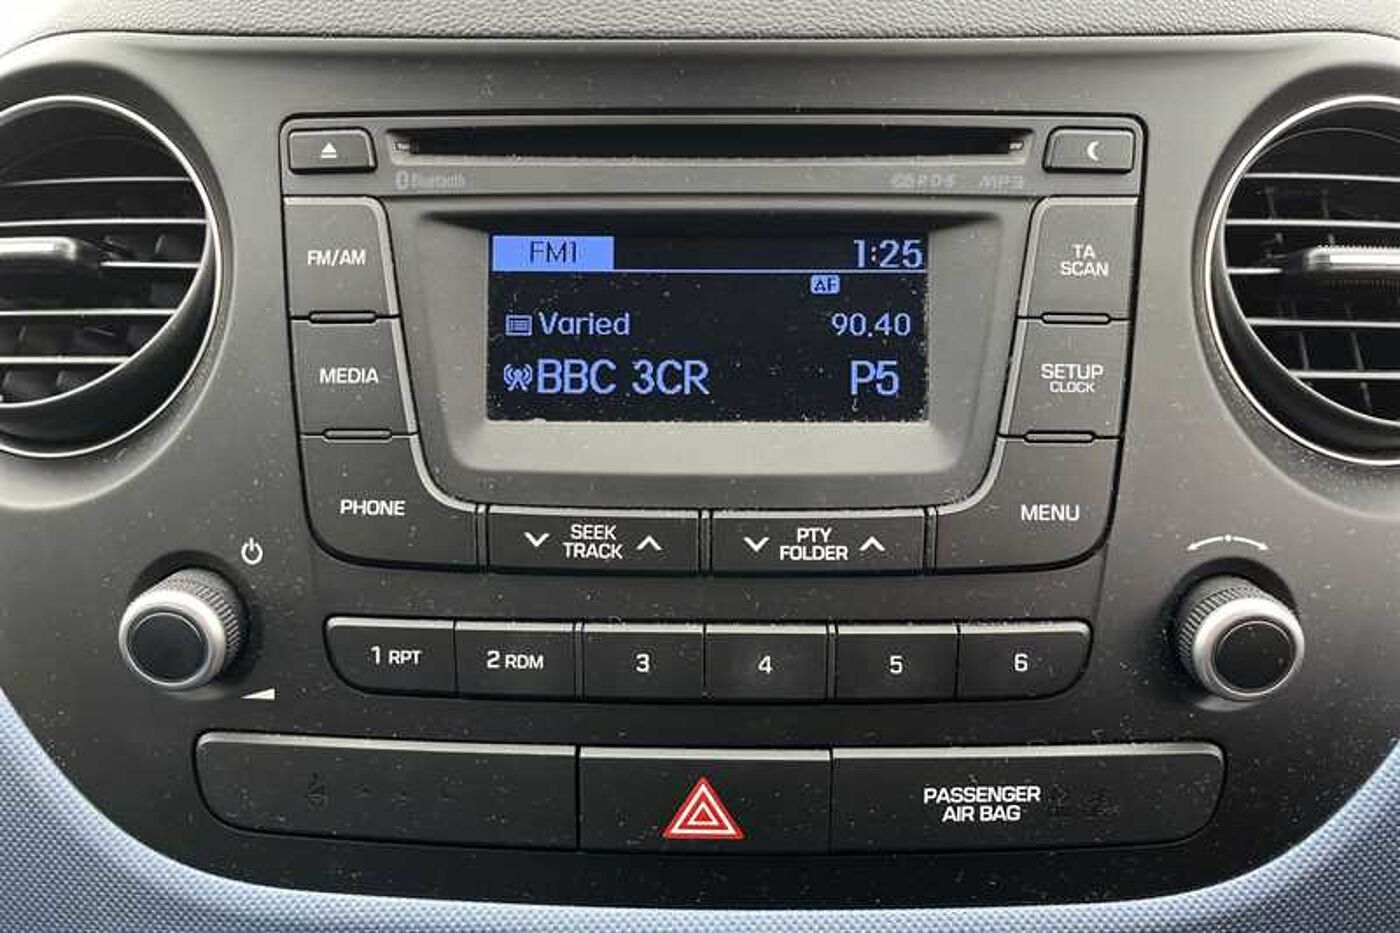 Bluetooth
RDS
MP3
FM/AM
FM1
1:25
TA
SCAN
AF
Varied
90.40
MEDIA
BBC 3CR
P5
SETUP
CLOCK
PHONE
SEEK
TRACK
PTY
FOLDER
MENU
1 RPT
2 RDM
3
4
5
6
PASSENGER
AIR BAG